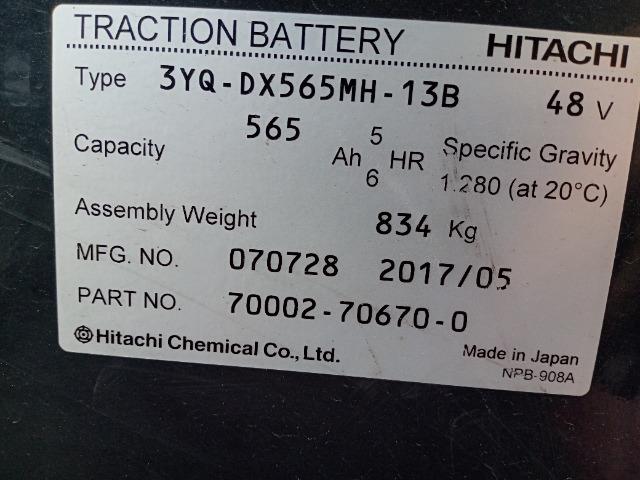 TRACTION BATTERY HITACHI
Type 3YQ-DX565MH-13B 48 V
Capacity 565 Ah 5 6 HR Specific Gravity
1.280 (at 20°C)
Assembly Weight 834 Kg
MFG. NO. 070728 2017/05
PART NO. 70002-70670-0
Hitachi Chemical Co., Ltd. Made in Japan
NPB-908A